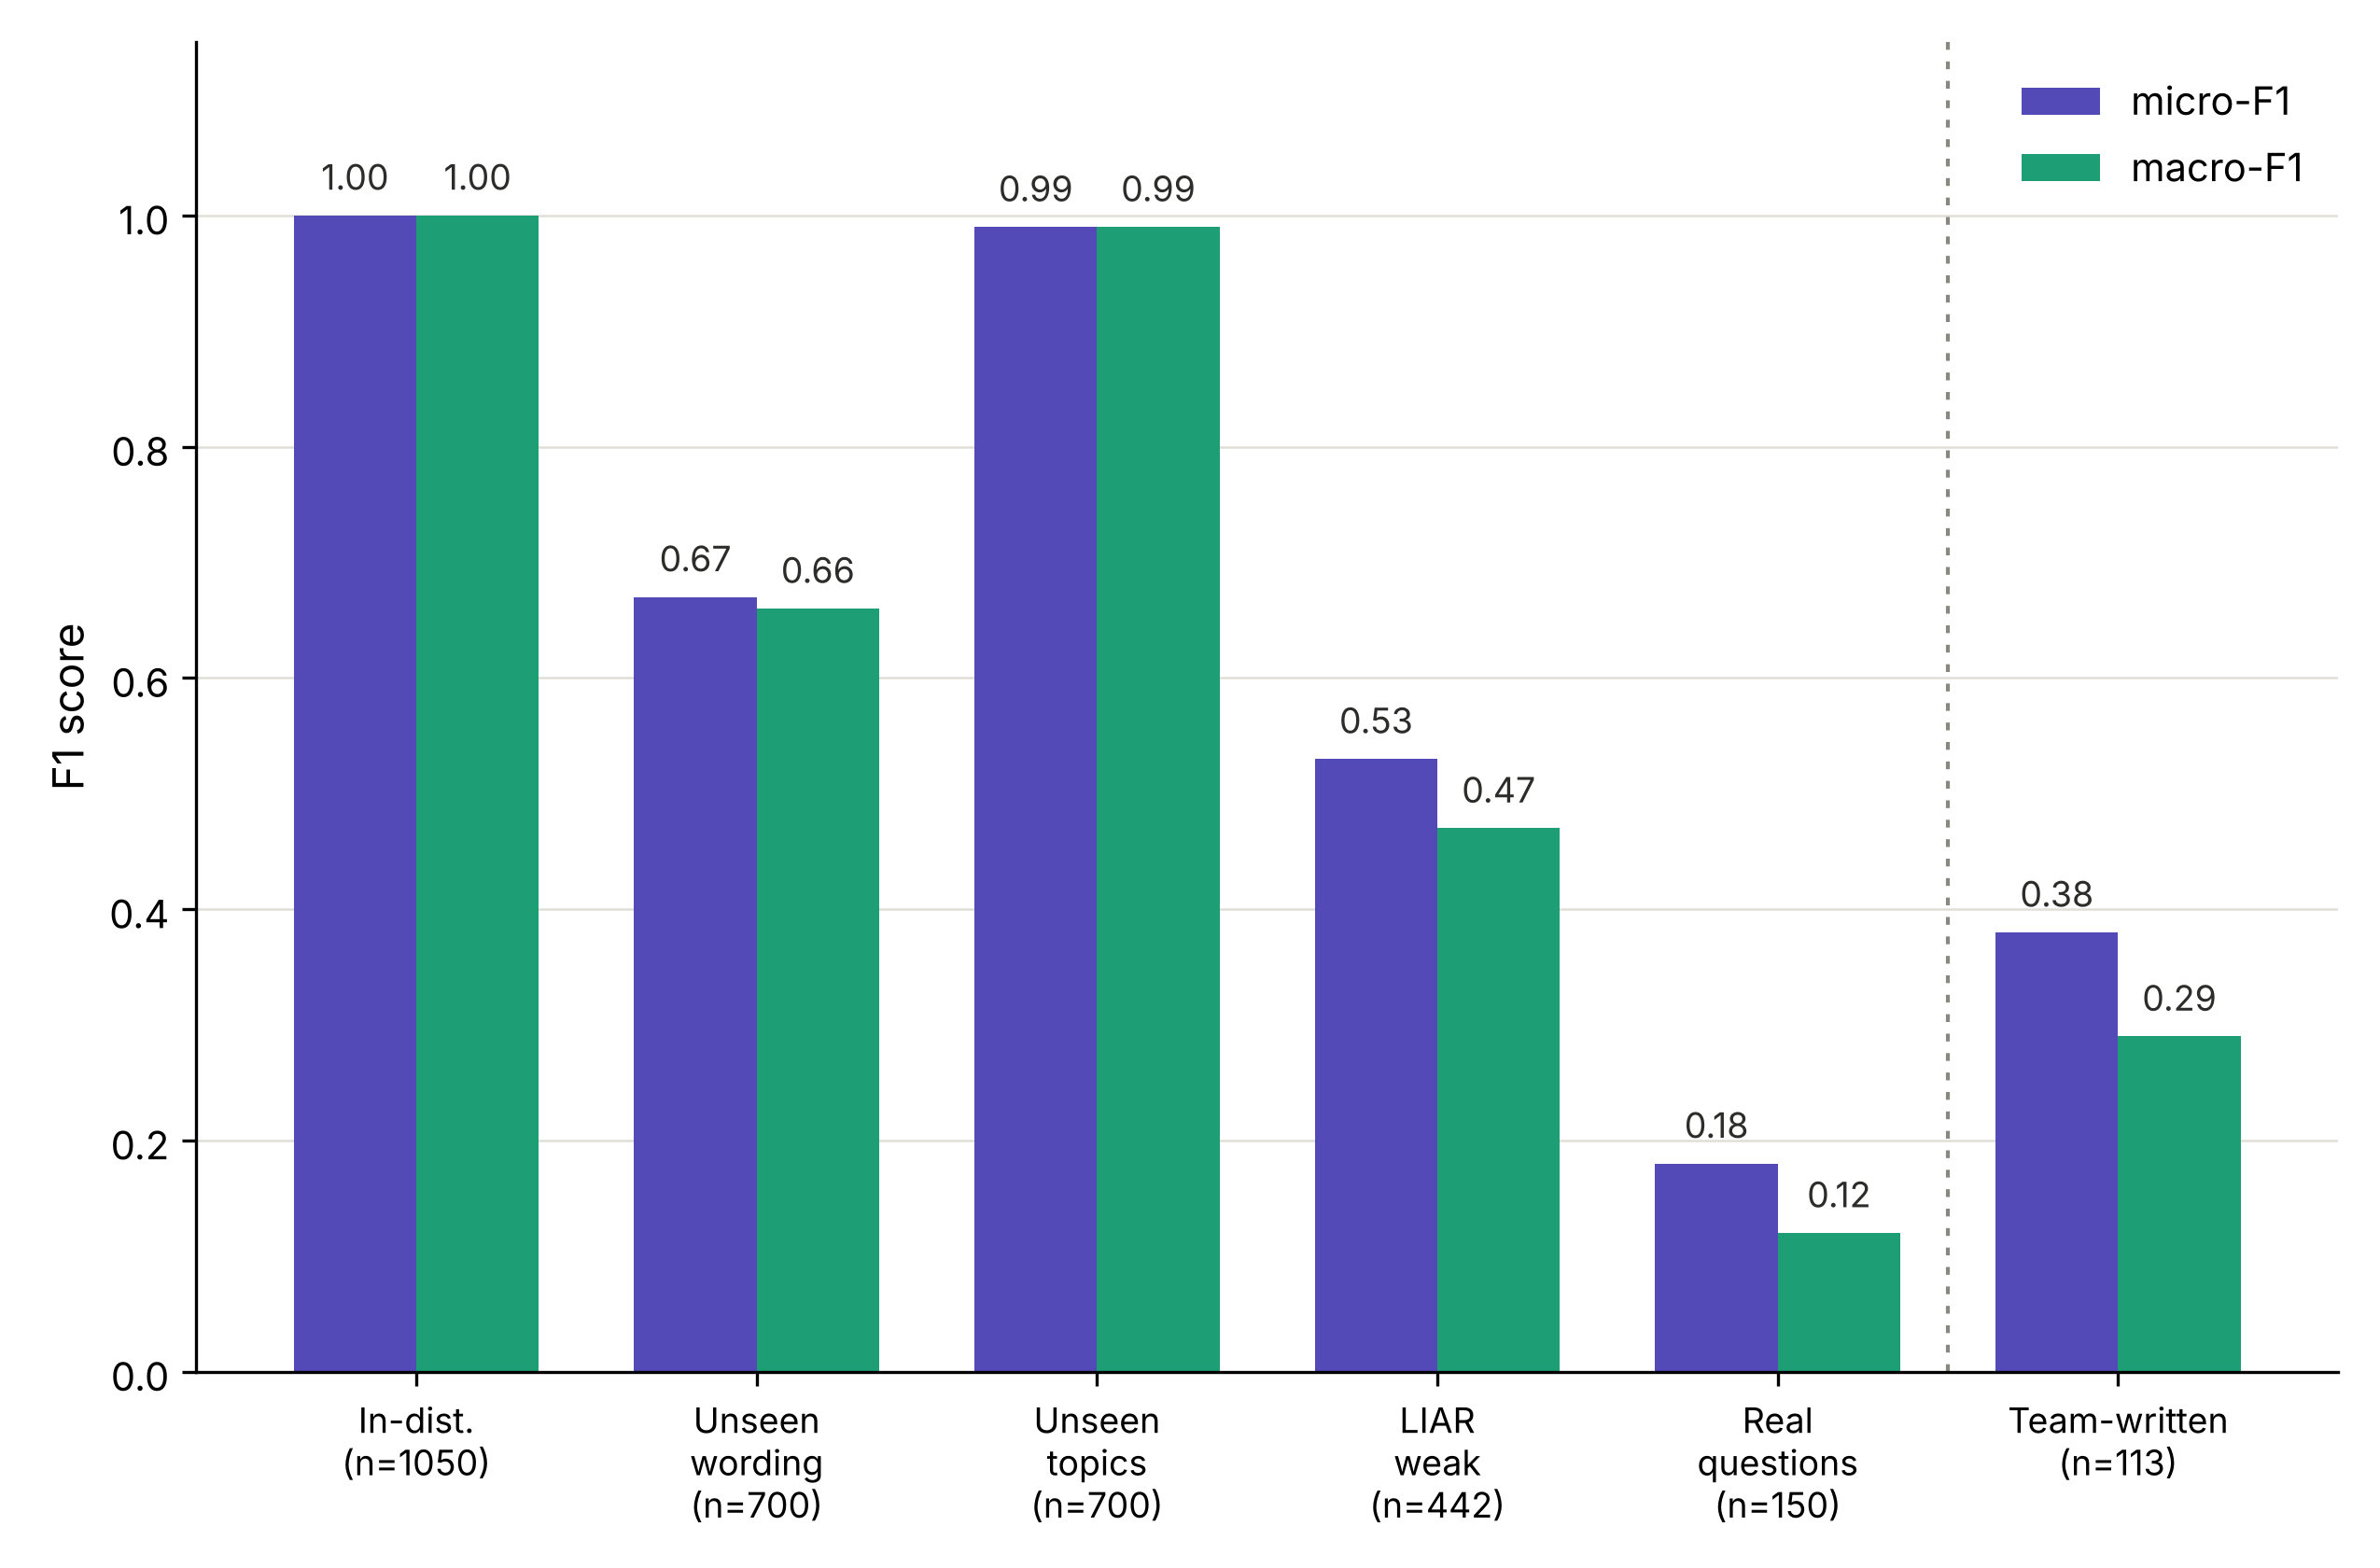 micro-F1
macro-F1
F1 score
1.0
0.8
0.6
0.4
0.2
0.0
1.00 1.00
0.67 0.66
0.99 0.99
0.53 0.47
0.18 0.12
0.38 0.29
In-dist.
(n=1050)
Unseen
wording
(n=700)
Unseen
topics
(n=700)
LIAR
weak
(n=442)
Real
questions
(n=150)
Team-written
(n=113)